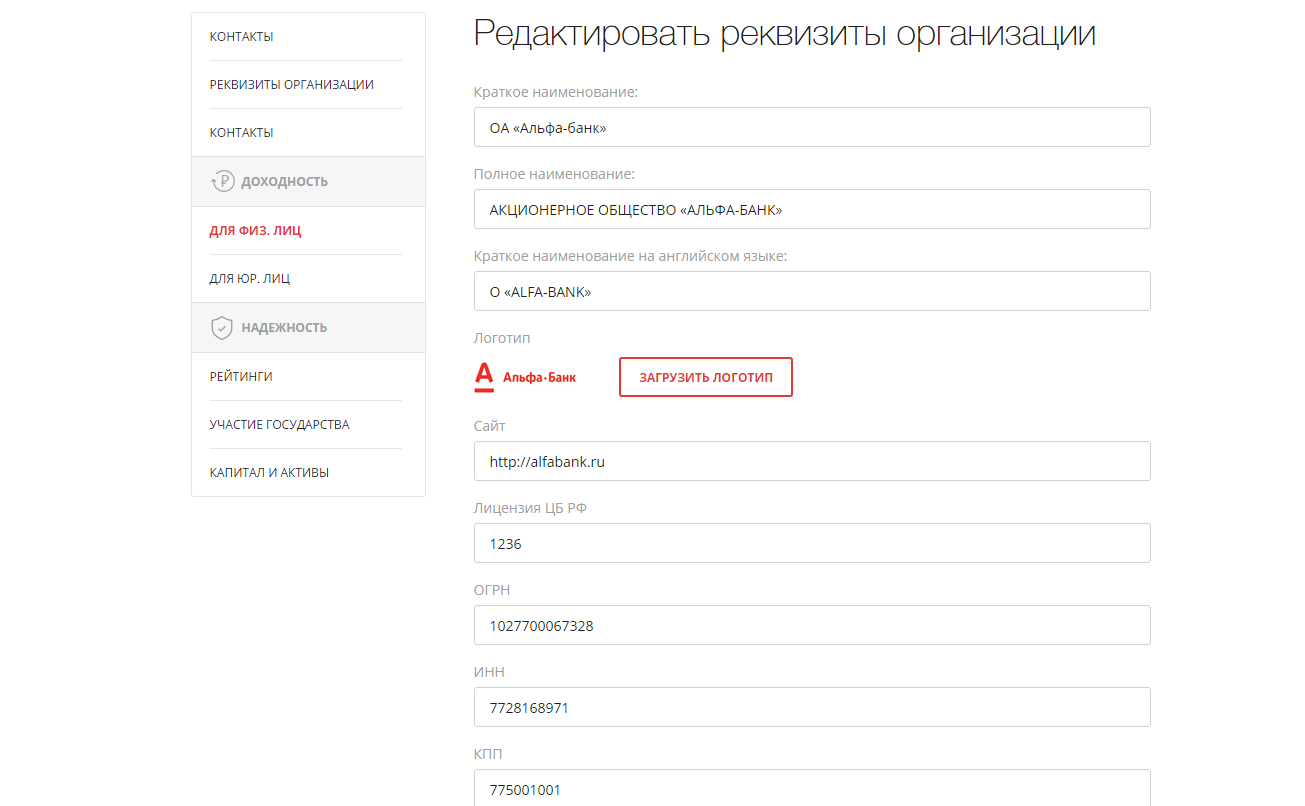 КОНТАКТЫ
РЕКВИЗИТЫ ОРГАНИЗАЦИИ
КОНТАКТЫ
ДОХОДНОСТЬ
ДЛЯ ФИЗ. ЛИЦ
ДЛЯ ЮР. ЛИЦ
НАДЕЖНОСТЬ
РЕЙТИНГИ
УЧАСТИЕ ГОСУДАРСТВА
КАПИТАЛ И АКТИВЫ
Редактировать реквизиты организации
Краткое наименование:
ОА «Альфа-банк»
Полное наименование:
АКЦИОНЕРНОЕ ОБЩЕСТВО «АЛЬФА-БАНК»
Краткое наименование на английском языке:
О «ALFA-BANK»
Логотип
А Альфа·Банк
ЗАГРУЗИТЬ ЛОГОТИП
Сайт
http://alfabank.ru
Лицензия ЦБ РФ
1236
ОГРН
1027700067328
ИНН
7728168971
КПП
775001001